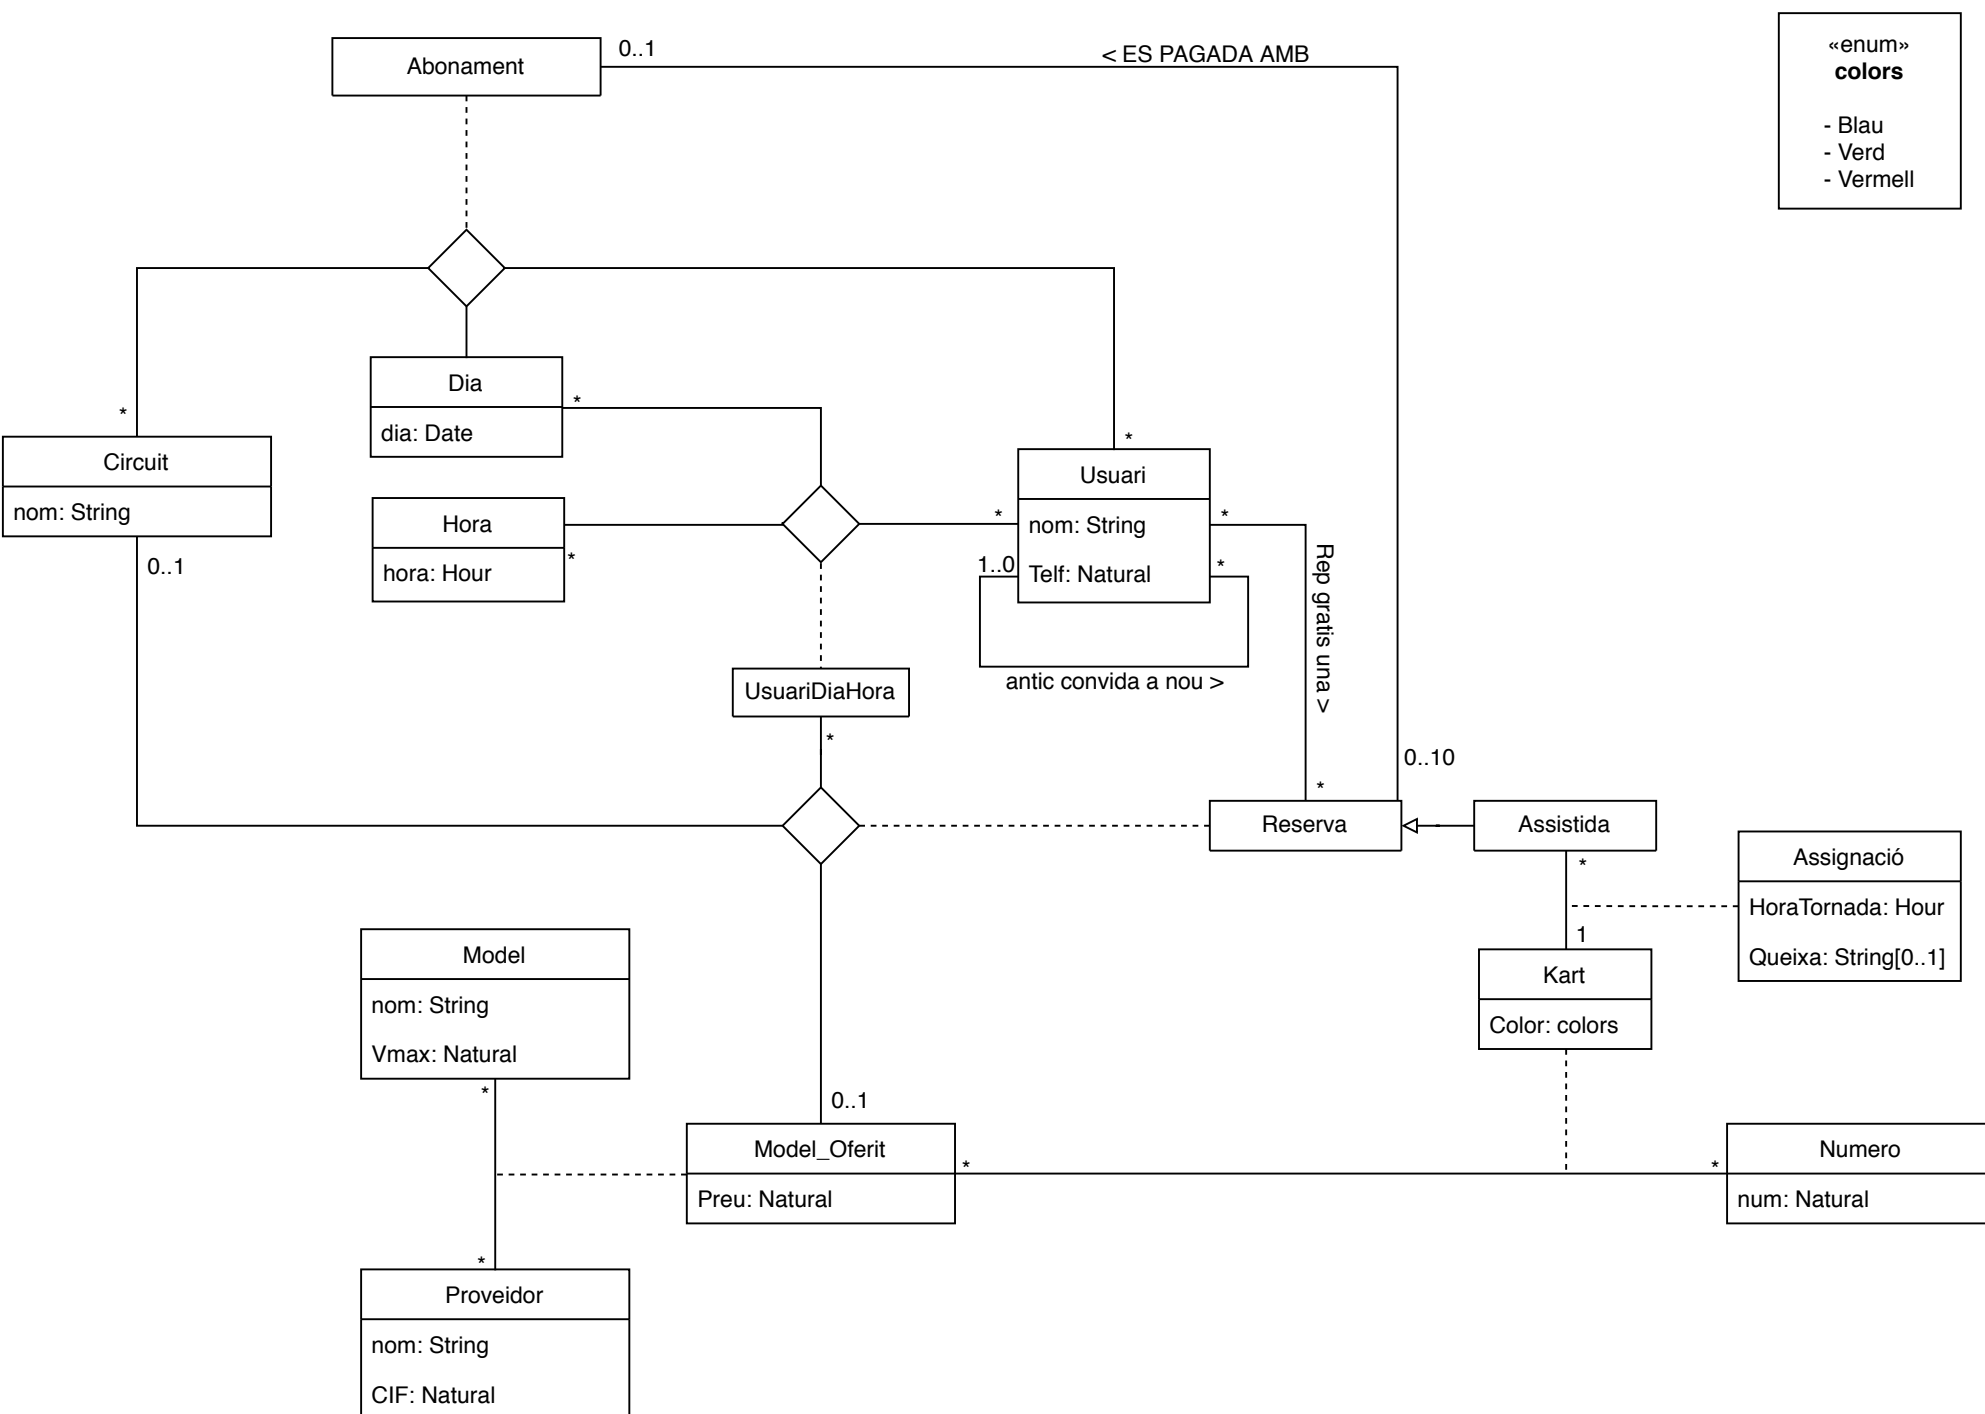 Abonament
0..1
< ES PAGADA AMB
«enum»
colors
- Blau
- Verd
- Vermell
Dia
dia: Date
*
*
Circuit
nom: String
0..1
Hora
hora: Hour
*
*
Usuari
nom: String
Telf: Natural
*
*
1..0
*
antic convida a nou >
Rep gratis una >
UsuariDiaHora
*
*
0..10
Reserva
Assistida
*
Assignació
HoraTornada: Hour
Queixa: String[0..1]
1
Kart
Color: colors
Model
nom: String
Vmax: Natural
*
0..1
Model_Oferit
Preu: Natural
*
*
Numero
num: Natural
*
Proveidor
nom: String
CIF: Natural